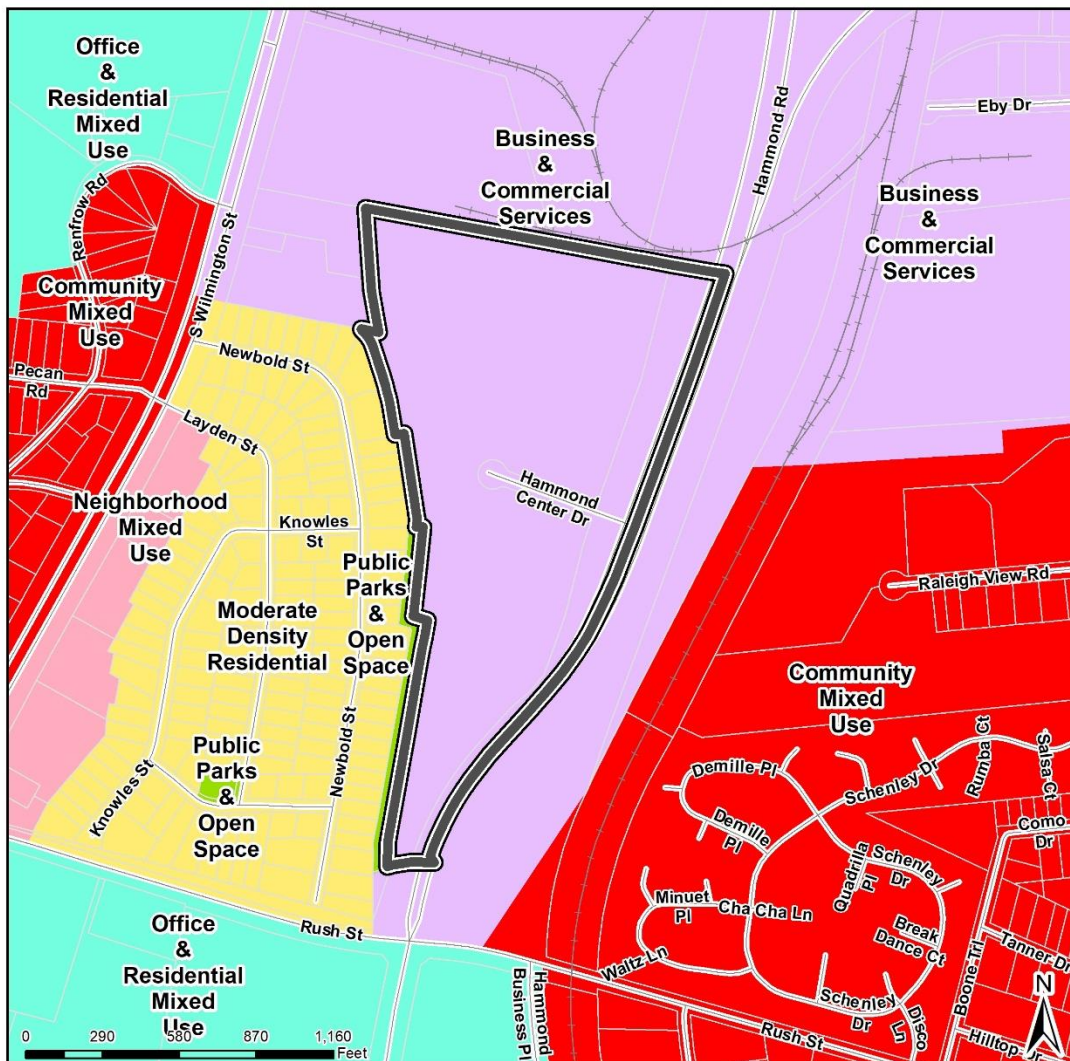 Office
&
Residential
Mixed
Use
Renfrow Rd
S Wilmington St
Business
&
Commercial
Services
Hammond Rd
Eby Dr
Business
&
Commercial
Services
Community
Mixed
Use
Pecan
Rd
Newbold St
Layden St
Neighborhood
Mixed
Use
Knowles
St
Hammond
Center Dr
Public
Parks
&
Open
Space
Moderate
Density
Residential
Newbold St
Public
Parks
&
Open
Space
Knowles St
Raleigh View Rd
Community
Mixed
Use
Demille Pl
Schenley Dr
Rumba Ct
Salsa Ct
Demille
Pl
Quadrilla
Pl
Schenley
Dr
Como
Dr
Minuet
Pl
Cha Cha Ln
Break
Dance Ct
Boone Trl
Tanner Dr
Waltz Ln
Schenley
Dr
Disco
Ln
Rush St
Rush St
Hammond
Business Pl
Hilltop Dr
Office
&
Residential
Mixed
Use
0 290 580 870 1,160
Feet
N